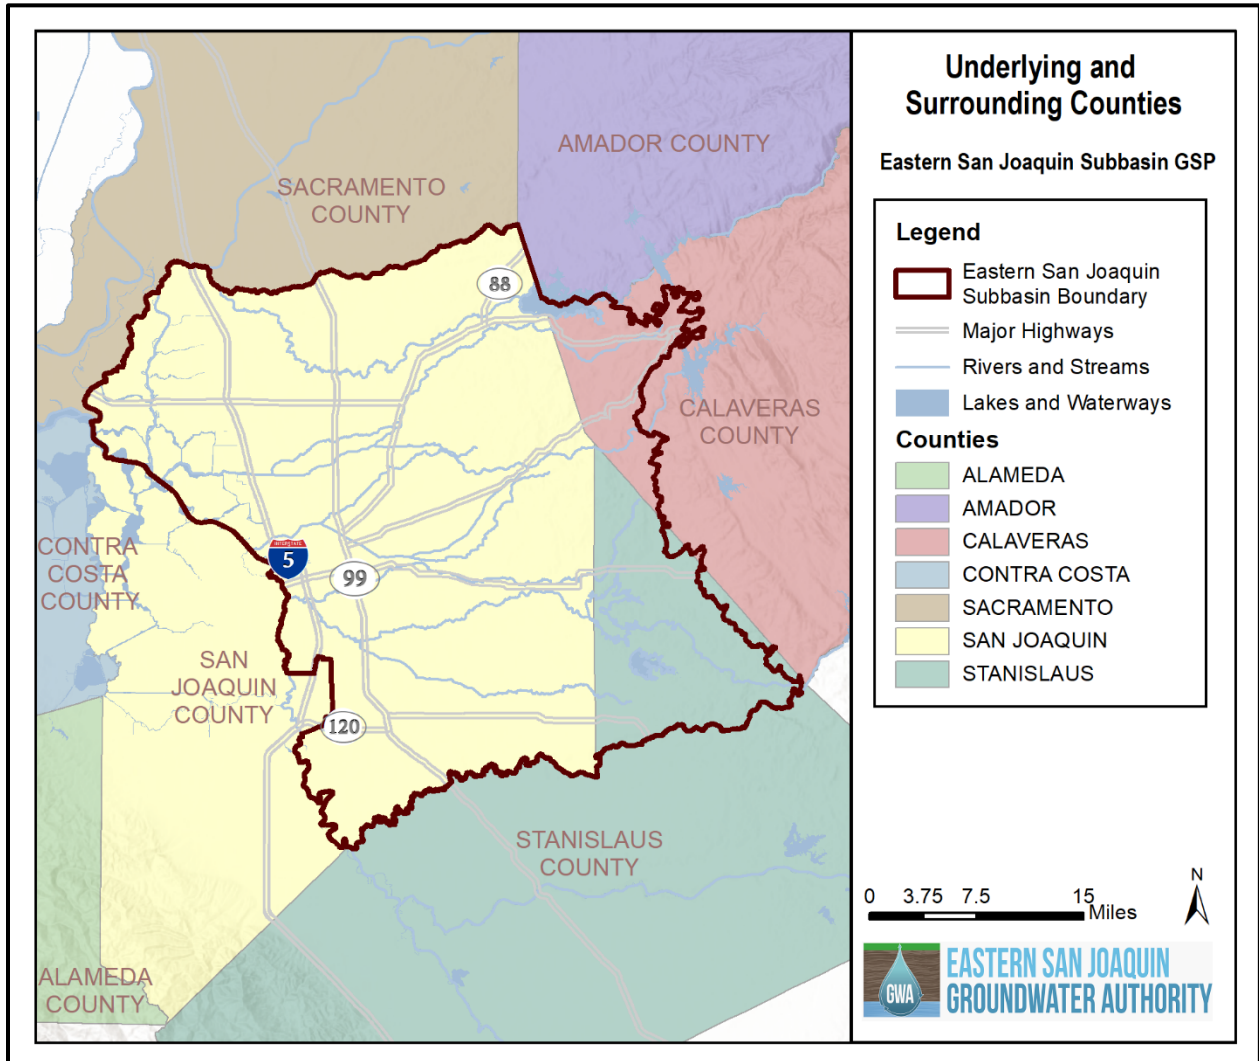 Underlying and
Surrounding Counties
Eastern San Joaquin Subbasin GSP
Legend
Eastern San Joaquin
Subbasin Boundary
Major Highways
Rivers and Streams
Lakes and Waterways
Counties
ALAMEDA
AMADOR
CALAVERAS
CONTRA COSTA
SACRAMENTO
SAN JOAQUIN
STANISLAUS
AMADOR COUNTY
SACRAMENTO
COUNTY
88
CALAVERAS
COUNTY
CONTRA
COSTA
COUNTY
INTERSTATE
5
99
SAN
JOAQUIN
COUNTY
120
STANISLAUS
COUNTY
ALAMEDA
COUNTY
N
0 3.75 7.5 15
Miles
GWA
EASTERN SAN JOAQUIN
GROUNDWATER AUTHORITY